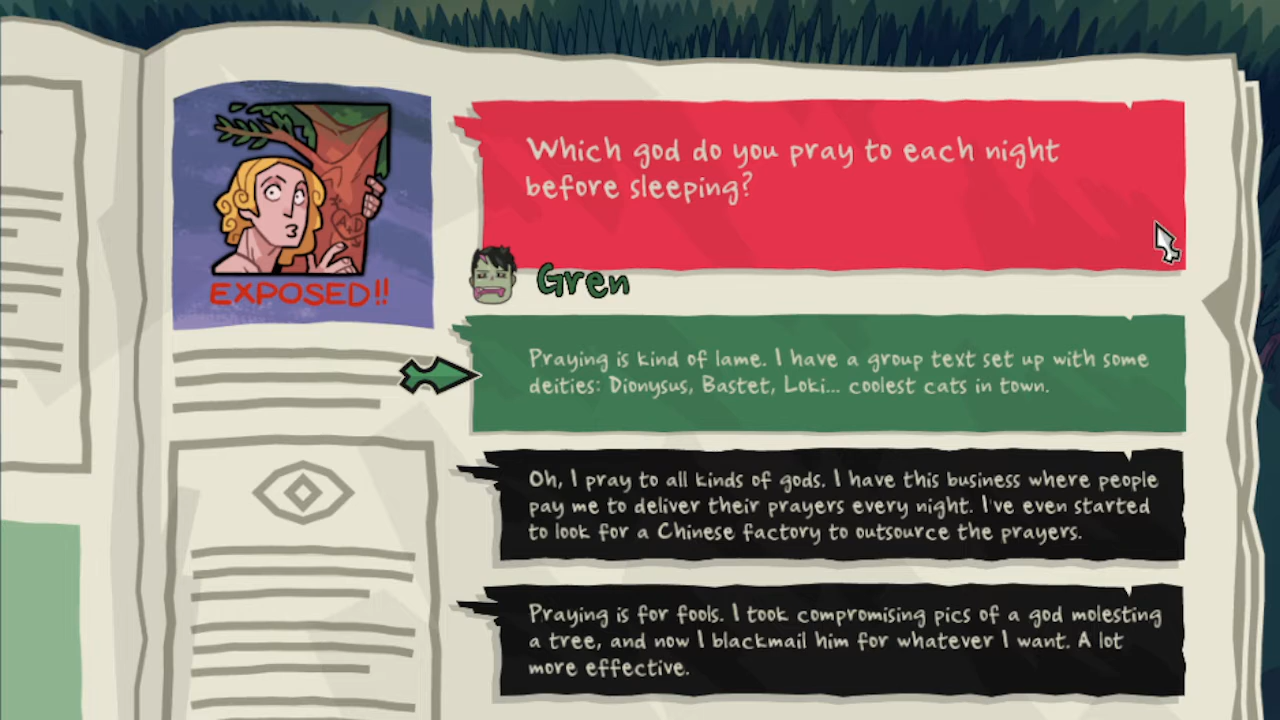 A+D
EXPOSED!!
Which god do you pray to each night
before sleeping?
Gren
Praying is kind of lame. I have a group text set up with some
deities: Dionysus, Bastet, Loki... coolest cats in town.
Oh, I pray to all kinds of gods. I have this business where people
pay me to deliver their prayers every night. I've even started
to look for a Chinese factory to outsource the prayers.
Praying is for fools. I took compromising pics of a god molesting
a tree, and now I blackmail him for whatever I want. A lot
more effective.